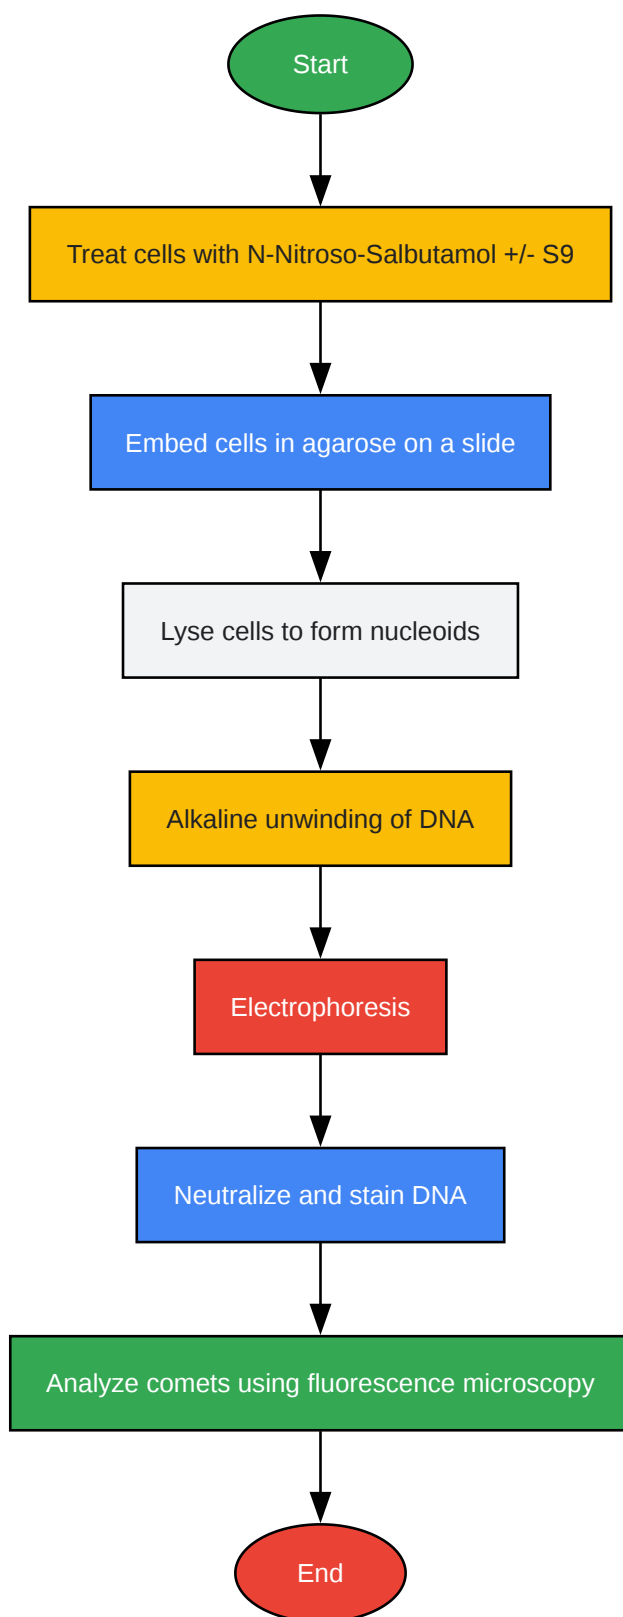 Start
Treat cells with N-Nitroso-Salbutamol +/- S9
Embed cells in agarose on a slide
Lyse cells to form nucleoids
Alkaline unwinding of DNA
Electrophoresis
Neutralize and stain DNA
Analyze comets using fluorescence microscopy
End